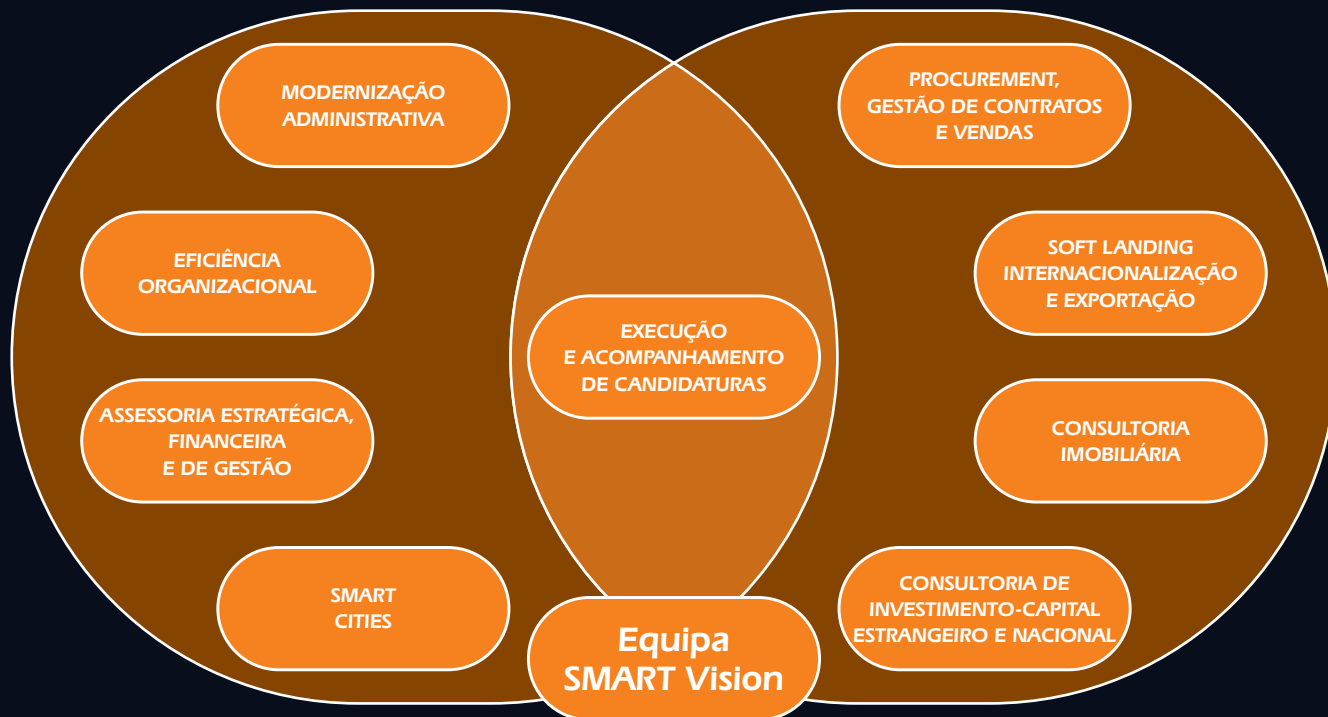 MODERNIZAÇÃO
ADMINISTRATIVA
EFICIÊNCIA
ORGANIZACIONAL
ASSESSORIA ESTRATÉGICA,
FINANCEIRA
E DE GESTÃO
SMART
CITIES
EXECUÇÃO
E ACOMPANHAMENTO
DE CANDIDATURAS
Equipa
SMART Vision
PROCUREMENT,
GESTÃO DE CONTRATOS
E VENDAS
SOFT LANDING
INTERNACIONALIZAÇÃO
E EXPORTAÇÃO
CONSULTORIA
IMOBILIÁRIA
CONSULTORIA DE
INVESTIMENTO-CAPITAL
ESTRANGEIRO E NACIONAL